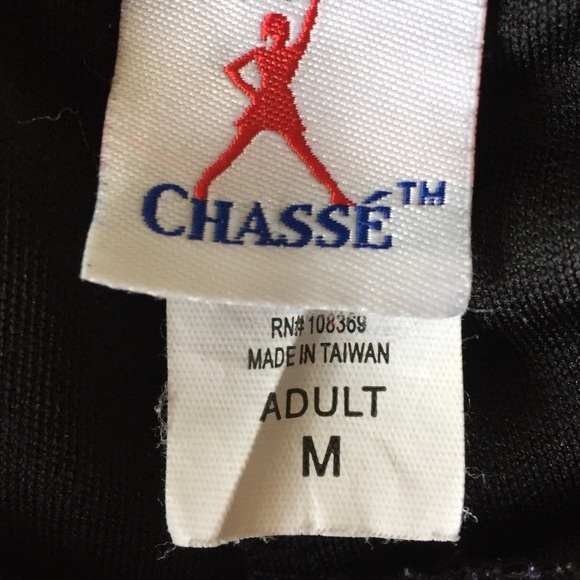 CHASSÉ™
RN# 108369
MADE IN TAIWAN
ADULT
M